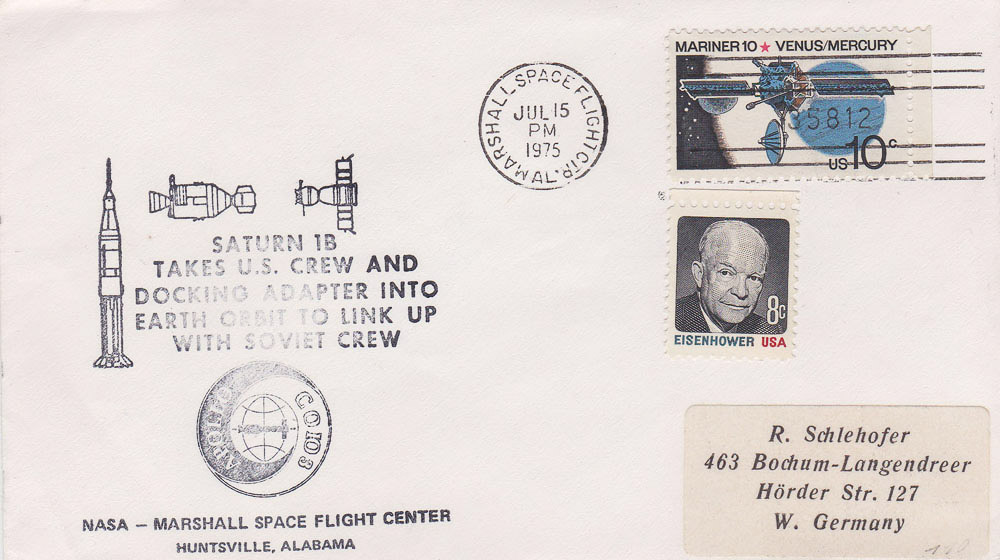 MARINER 10 ★ VENUS/MERCURY
35812
US 10c
MARSHALL SPACE FLIGHT CTR. AL.
JUL 15
PM
1975
8c
EISENHOWER USA
SATURN 1B
TAKES U.S. CREW AND
DOCKING ADAPTER INTO
EARTH ORBIT TO LINK UP
WITH SOVIET CREW
APOLLO СОЮЗ
NASA – MARSHALL SPACE FLIGHT CENTER
HUNTSVILLE, ALABAMA
R. Schlehofer
463 Bochum-Langendreer
Hörder Str. 127
W. Germany